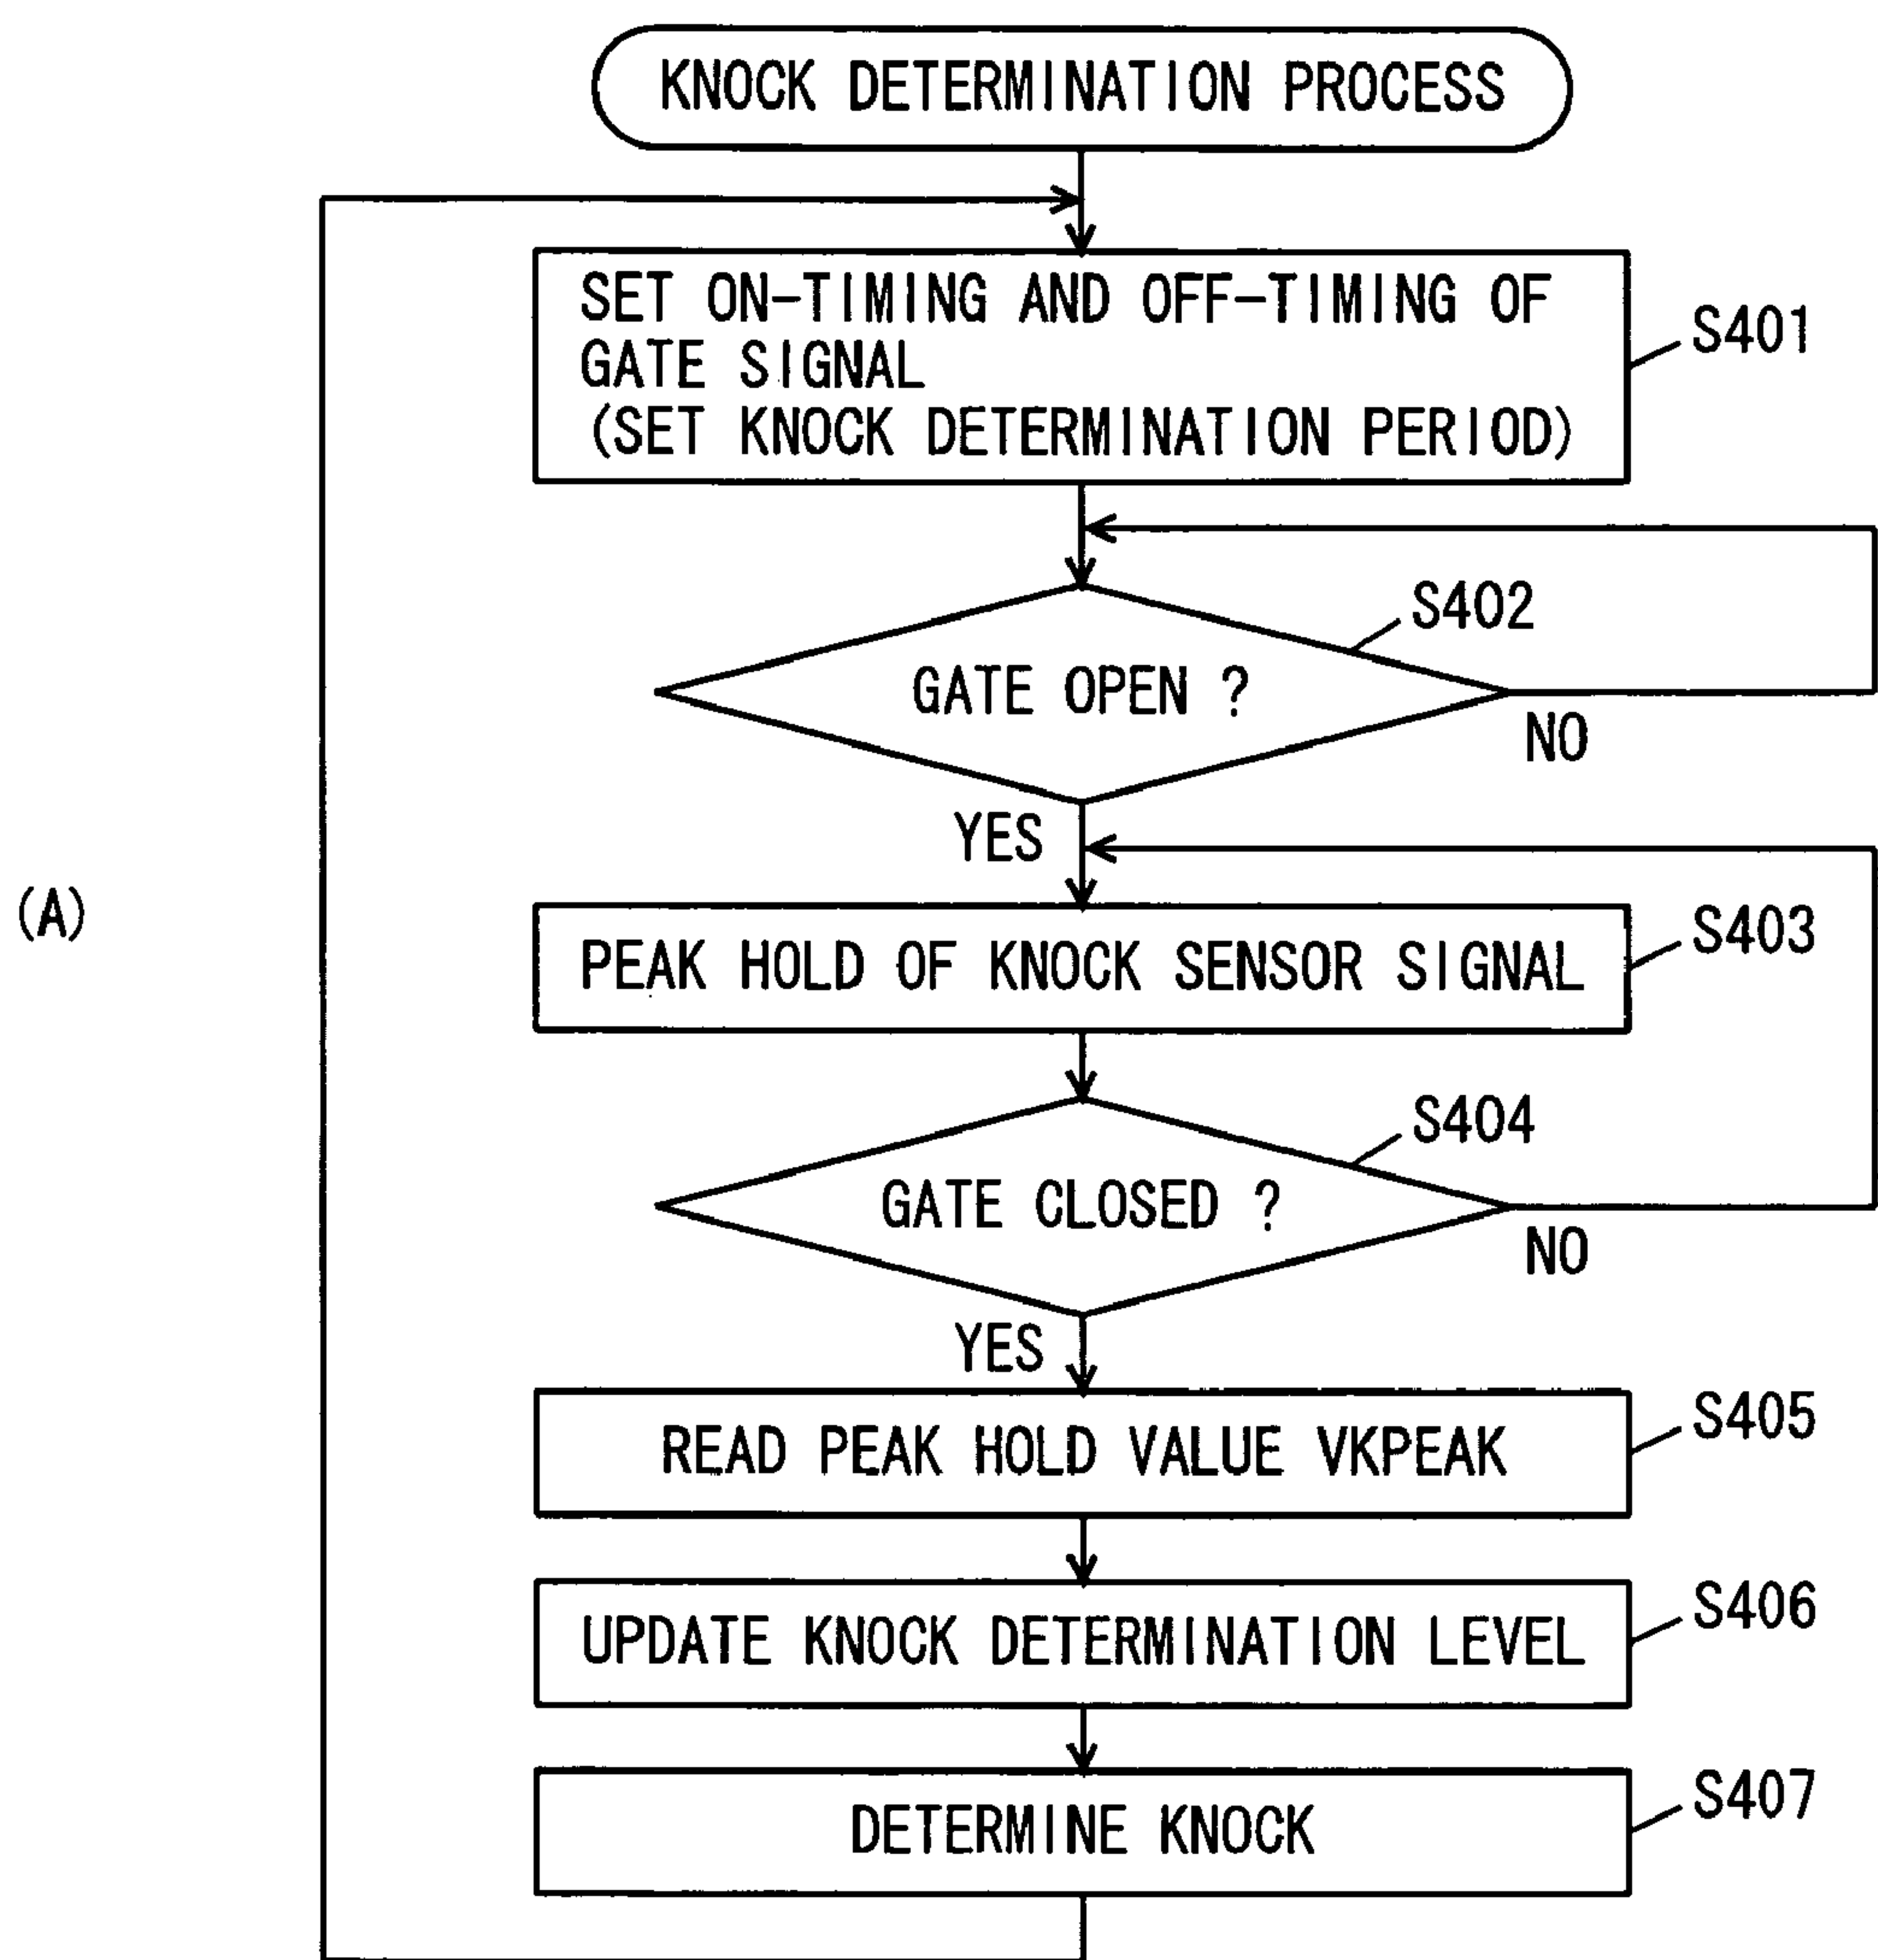 KNOCK DETERMINATION PROCESS
SET ON-TIMING AND OFF-TIMING OF
GATE SIGNAL
(SET KNOCK DETERMINATION PERIOD)
S401
S402
GATE OPEN ?
NO
YES
(A)
S403
PEAK HOLD OF KNOCK SENSOR SIGNAL
S404
GATE CLOSED ?
NO
YES
S405
READ PEAK HOLD VALUE VKPEAK
S406
UPDATE KNOCK DETERMINATION LEVEL
S407
DETERMINE KNOCK